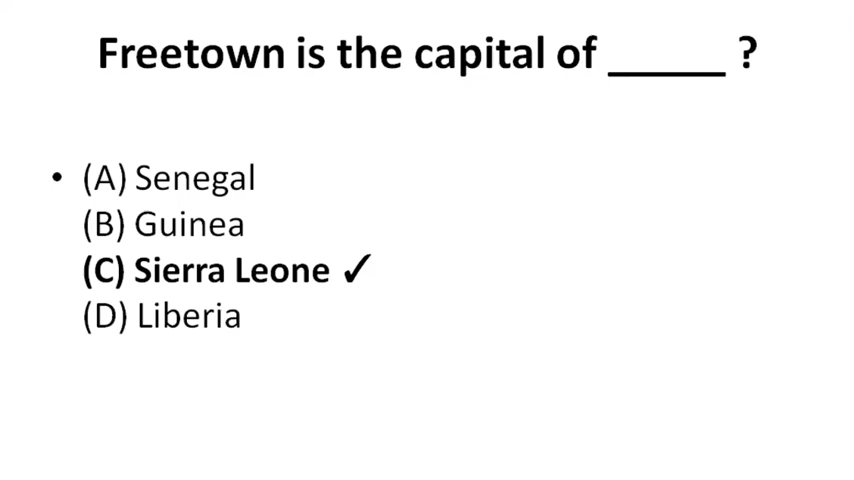 Freetown is the capital of _____ ?
• (A) Senegal
(B) Guinea
(C) Sierra Leone ✓
(D) Liberia